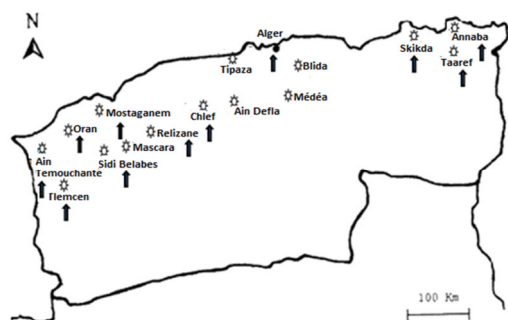 N
Alger
Annaba
Skikda
Taaref
Tipaza
Blida
Médéa
Ain Defla
Chlef
Mostaganem
Oran
Relizane
Mascara
Sidi Belabes
Ain
Temouchante
Tlemcen
100 Km